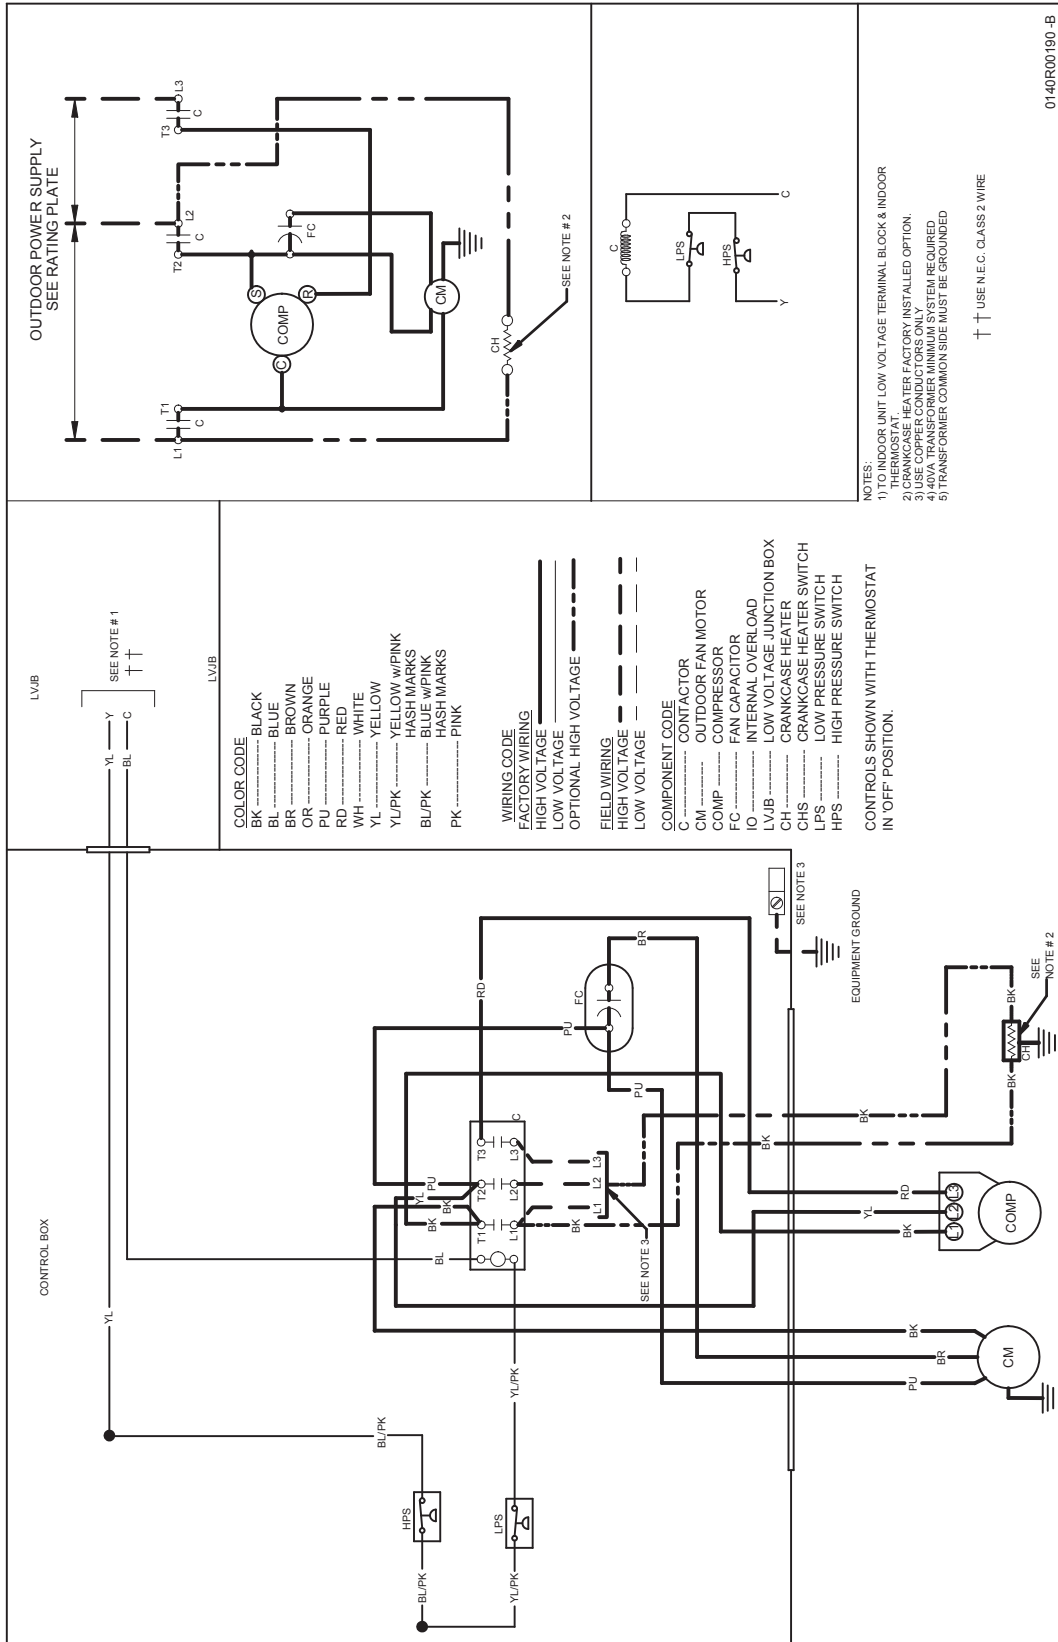 CONTROL BOX
YL
BL/PK
HPS
BL/PK
YL/PK
LPS
YL/PK
BL
BK
T1
L1
YL
BK
T2
L2
PU
T3
L3
C
RD
PU
FC
BR
PU
BK
L1
L2
L3
SEE NOTE 3
SEE NOTE 3
EQUIPMENT GROUND
BK
BK
BK
BR
PU
CM
BK
YL
RD
L1
L2
L3
COMP
BK
CH
BK
SEE
NOTE # 2
LVJB
YL
Y
BL
C
SEE NOTE # 1
†† 
LVJB
COLOR CODE
BK ---------- BLACK
BL ---------- BLUE
BR ---------- BROWN
OR ---------- ORANGE
PU ---------- PURPLE
RD ---------- RED
WH ---------- WHITE
YL ---------- YELLOW
YL/PK ------- YELLOW w/PINK
HASH MARKS
BL/PK ------- BLUE w/PINK
HASH MARKS
PK ---------- PINK
WIRING CODE
FACTORY WIRING
HIGH VOLTAGE
LOW VOLTAGE
OPTIONAL HIGH VOLTAGE
FIELD WIRING
HIGH VOLTAGE
LOW VOLTAGE
COMPONENT CODE
C ---------- CONTACTOR
CM -------- OUTDOOR FAN MOTOR
COMP ------ COMPRESSOR
FC ---------- FAN CAPACITOR
IO ---------- INTERNAL OVERLOAD
LVJB ------- LOW VOLTAGE JUNCTION BOX
CH --------- CRANKCASE HEATER
CHS ------- CRANKCASE HEATER SWITCH
LPS ------- LOW PRESSURE SWITCH
HPS ------- HIGH PRESSURE SWITCH
CONTROLS SHOWN WITH THERMOSTAT
IN 'OFF' POSITION.
OUTDOOR POWER SUPPLY
SEE RATING PLATE
L1
C
T1
T2
C
L2
T3
C
L3
C
S
R
COMP
FC
CM
CH
SEE NOTE # 2
C
LPS
HPS
Y
C
NOTES:
1) TO INDOOR UNIT LOW VOLTAGE TERMINAL BLOCK & INDOOR
THERMOSTAT.
2) CRANKCASE HEATER FACTORY INSTALLED OPTION.
3) USE COPPER CONDUCTORS ONLY
4) 40VA TRANSFORMER MINIMUM SYSTEM REQUIRED
5) TRANSFORMER COMMON SIDE MUST BE GROUNDED
†† USE N.E.C. CLASS 2 WIRE
0140R00190 -B